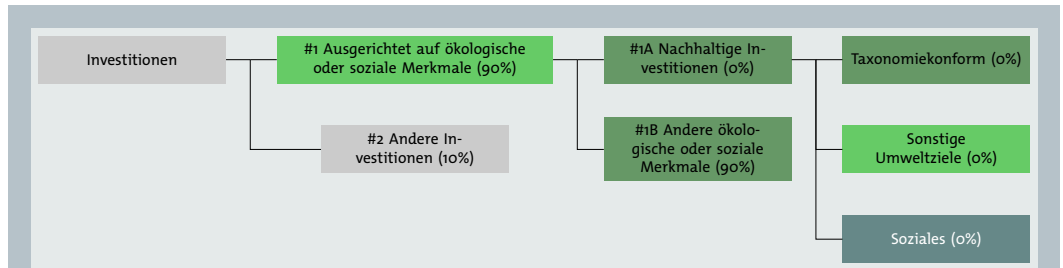 Investitionen
#1 Ausgerichtet auf ökologische
oder soziale Merkmale (90%)
#1A Nachhaltige In-
vestitionen (0%)
Taxonomiekonform (0%)
#2 Andere In-
vestitionen (10%)
#1B Andere ökolo-
gische oder soziale
Merkmale (90%)
Sonstige
Umweltziele (0%)
Soziales (0%)